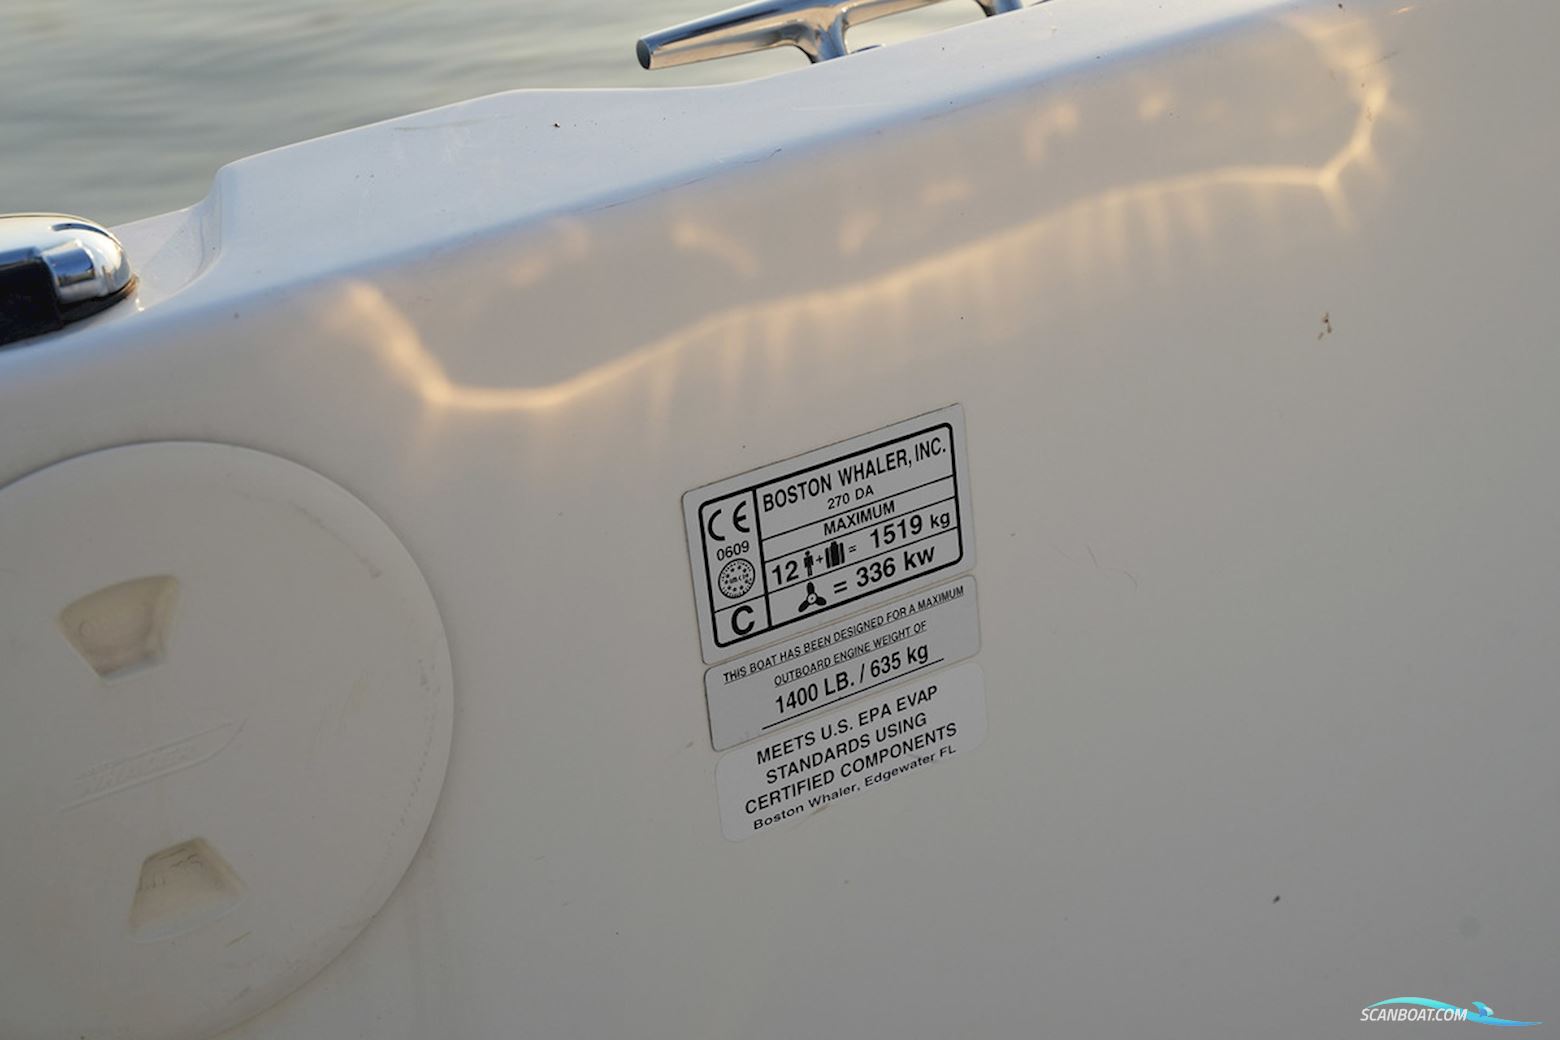 CE
0609
C
BOSTON WHALER, INC.
270 DA
MAXIMUM
12 + = 1519 kg
= 336 kw
THIS BOAT HAS BEEN DESIGNED FOR A MAXIMUM
OUTBOARD ENGINE WEIGHT OF
1400 LB. / 635 kg
MEETS U.S. EPA EVAP
STANDARDS USING
CERTIFIED COMPONENTS
Boston Whaler, Edgewater FL
SCANBOAT.COM